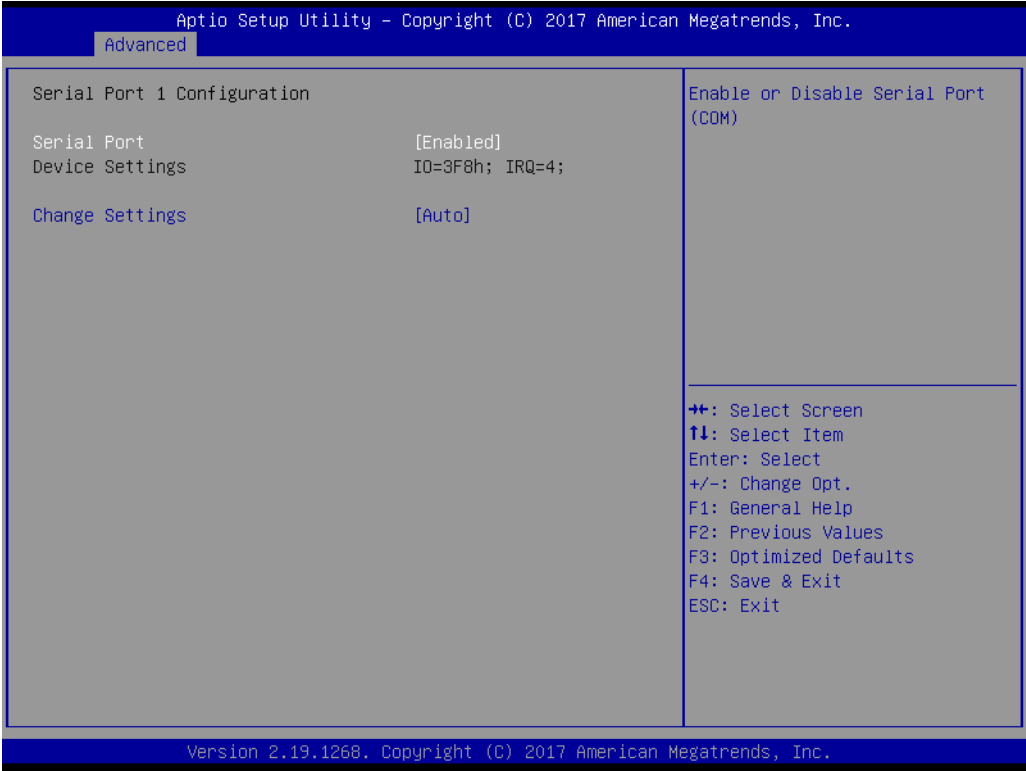 Aptio Setup Utility – Copyright (C) 2017 American Megatrends, Inc.
Advanced
Serial Port 1 Configuration
Serial Port [Enabled]
Device Settings IO=3F8h; IRQ=4;
Change Settings [Auto]
Enable or Disable Serial Port
(COM)
→←: Select Screen
↑↓: Select Item
Enter: Select
+/-: Change Opt.
F1: General Help
F2: Previous Values
F3: Optimized Defaults
F4: Save & Exit
ESC: Exit
Version 2.19.1268. Copyright (C) 2017 American Megatrends, Inc.